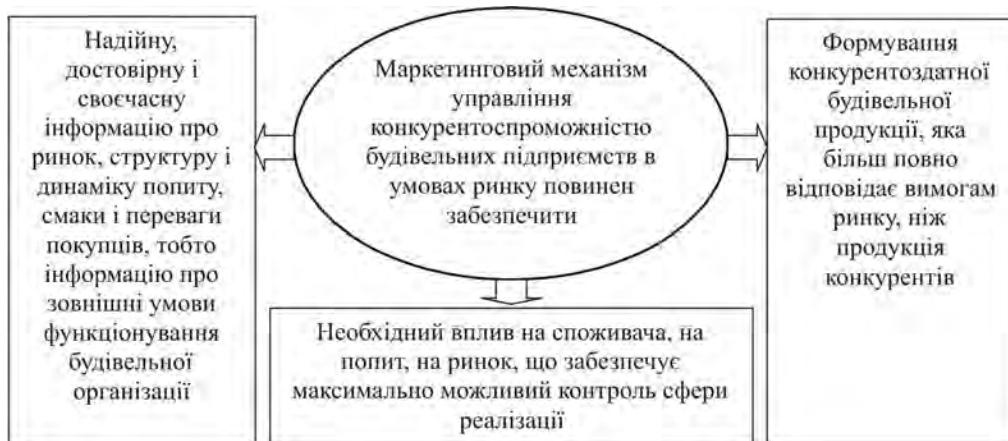 Надійну,
достовірну і
своєчасну
інформацію про
ринок, структуру і
динаміку попиту,
смаки і переваги
покупців, тобто
інформацію про
зовнішні умови
функціонування
будівельної
організації
Маркетинговий механізм
управління
конкурентоспроможністю
будівельних підприємств в
умовах ринку повинен
забезпечити
Формування
конкурентоздатної
будівельної
продукції, яка
більш повно
відповідає вимогам
ринку, ніж
продукція
конкурентів
Необхідний вплив на споживача, на
попит, на ринок, що забезпечує
максимально можливий контроль сфери
реалізації